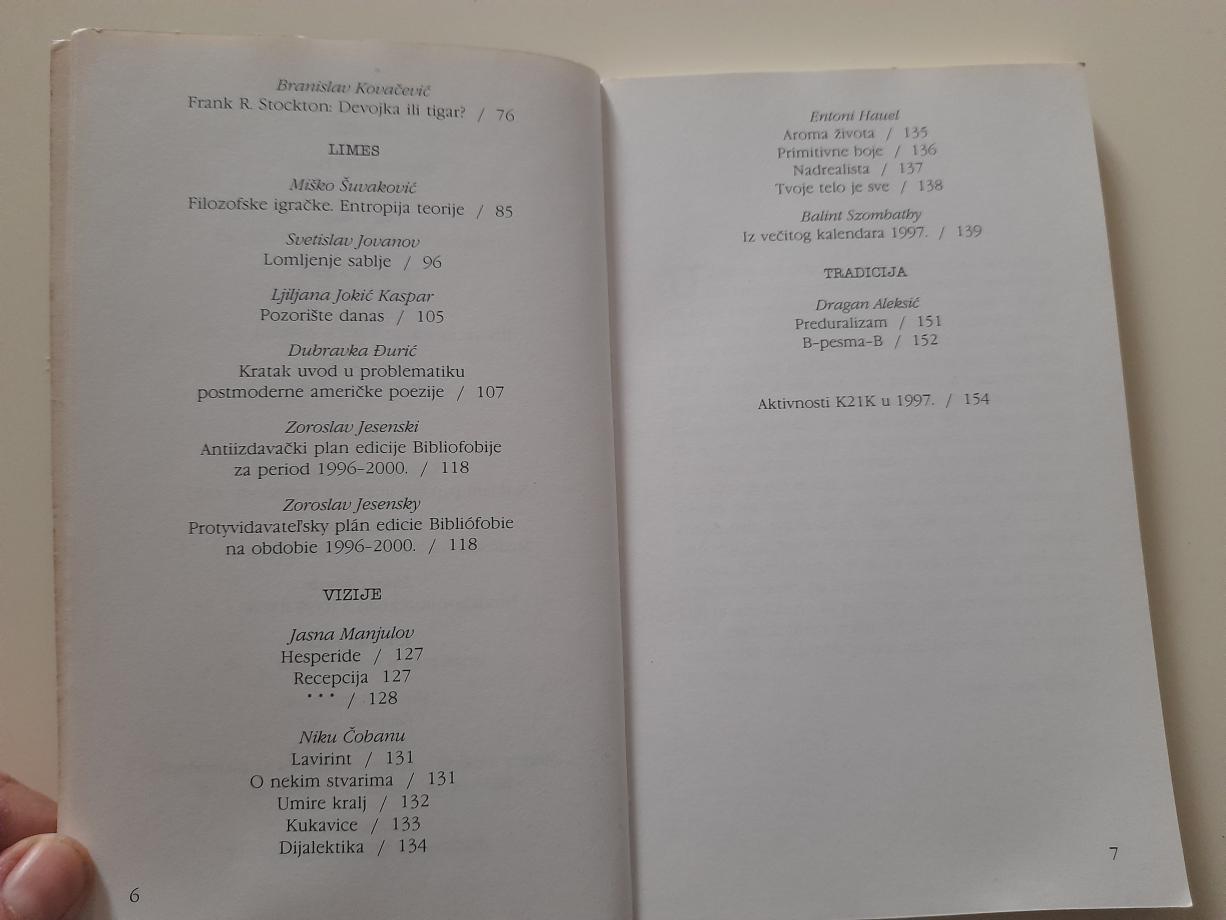 Branislav Kovačević
Frank R. Stockton: Devojka ili tigar? / 76
LIMES
Miško Šuvaković
Filozofske igračke. Entropija teorije / 85
Svetislav Jovanov
Lomljenje sablje / 96
Ljiljana Jokić Kaspar
Pozorište danas / 105
Dubravka Đurić
Kratak uvod u problematiku
postmoderne američke poezije / 107
Zoroslav Jesenski
Antiizdavački plan edicije Bibliofobije
za period 1996-2000. / 118
Zoroslav Jesensky
Protyvidavateľsky plán edicie Bibliófobie
na obdobie 1996-2000. / 118
VIZIJE
Jasna Manjulov
Hesperide / 127
Recepcija 127
* * * / 128
Niku Čobanu
Lavirint / 131
O nekim stvarima / 131
Umire kralj / 132
Kukavice / 133
Dijalektika / 134
6
Entoni Hauel
Aroma života / 135
Primitivne boje / 136
Nadrealista / 137
Tvoje telo je sve / 138
Balint Szombathy
Iz večitog kalendara 1997. / 139
TRADICIJA
Dragan Aleksić
Preduralizam / 151
B-pesma-B / 152
Aktivnosti K21K u 1997. / 154
7